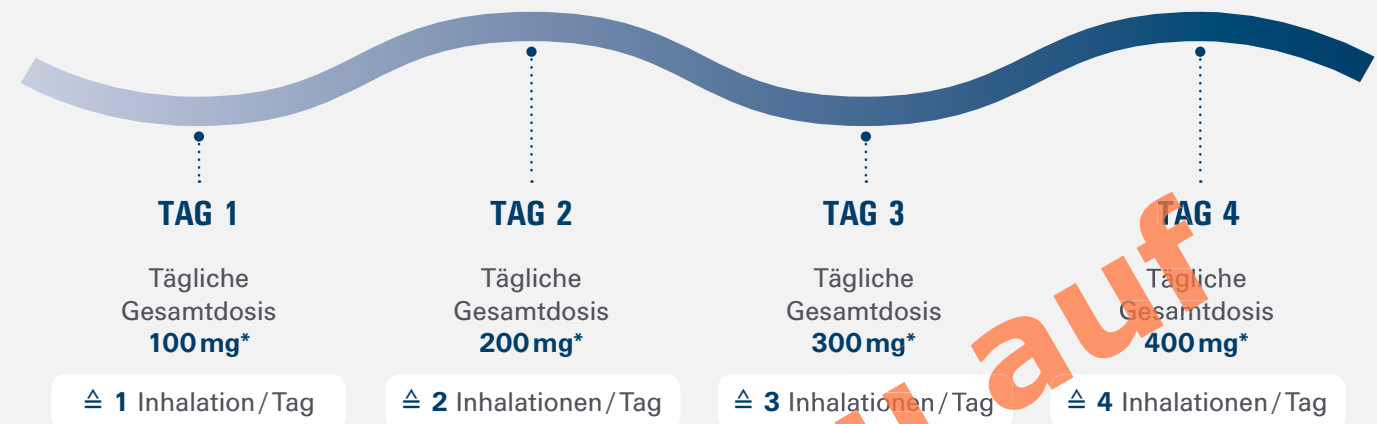 TAG 1
Tägliche
Gesamtdosis
100 mg*
≙ 1 Inhalation / Tag
TAG 2
Tägliche
Gesamtdosis
200 mg*
≙ 2 Inhalationen / Tag
TAG 3
Tägliche
Gesamtdosis
300 mg*
≙ 3 Inhalationen / Tag
TAG 4
Tägliche
Gesamtdosis
400 mg*
≙ 4 Inhalationen / Tag
auf